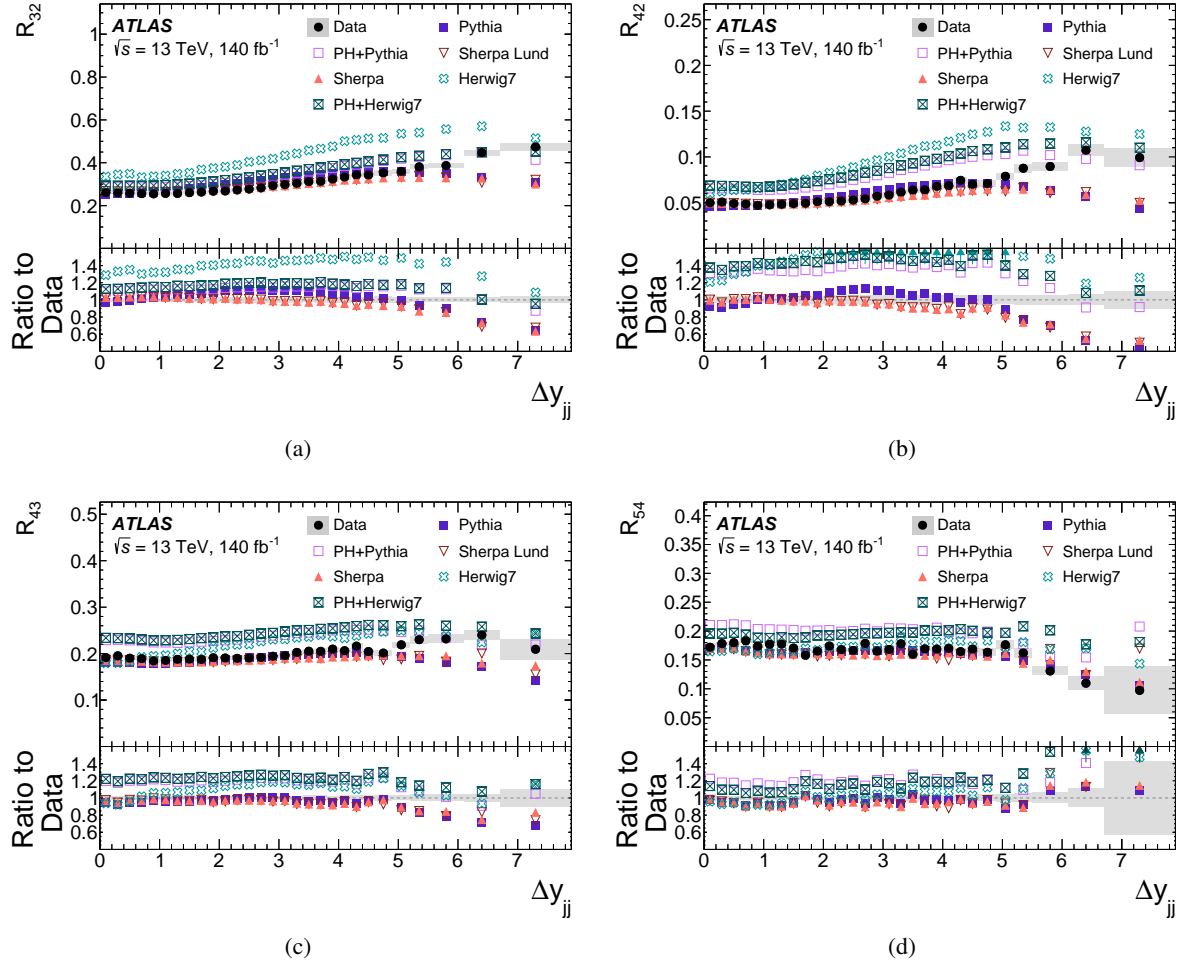 R32
ATLAS
√s = 13 TeV, 140 fb-1
Data
PH+Pythia
Sherpa
PH+Herwig7
Pythia
Sherpa Lund
Herwig7
1
0.8
0.6
0.4
0.2
Ratio to
Data
1.4
1.2
1
0.8
0.6
0 1 2 3 4 5 6 7
Δyjj
(a)
R42
ATLAS
√s = 13 TeV, 140 fb-1
Data
PH+Pythia
Sherpa
PH+Herwig7
Pythia
Sherpa Lund
Herwig7
0.25
0.2
0.15
0.1
0.05
Ratio to
Data
1.4
1.2
1
0.8
0.6
0 1 2 3 4 5 6 7
Δyjj
(b)
R43
ATLAS
√s = 13 TeV, 140 fb-1
Data
PH+Pythia
Sherpa
PH+Herwig7
Pythia
Sherpa Lund
Herwig7
0.5
0.4
0.3
0.2
0.1
Ratio to
Data
1.4
1.2
1
0.8
0.6
0 1 2 3 4 5 6 7
Δyjj
(c)
R54
ATLAS
√s = 13 TeV, 140 fb-1
Data
PH+Pythia
Sherpa
PH+Herwig7
Pythia
Sherpa Lund
Herwig7
0.4
0.35
0.3
0.25
0.2
0.15
0.1
0.05
Ratio to
Data
1.4
1.2
1
0.8
0.6
0 1 2 3 4 5 6 7
Δyjj
(d)